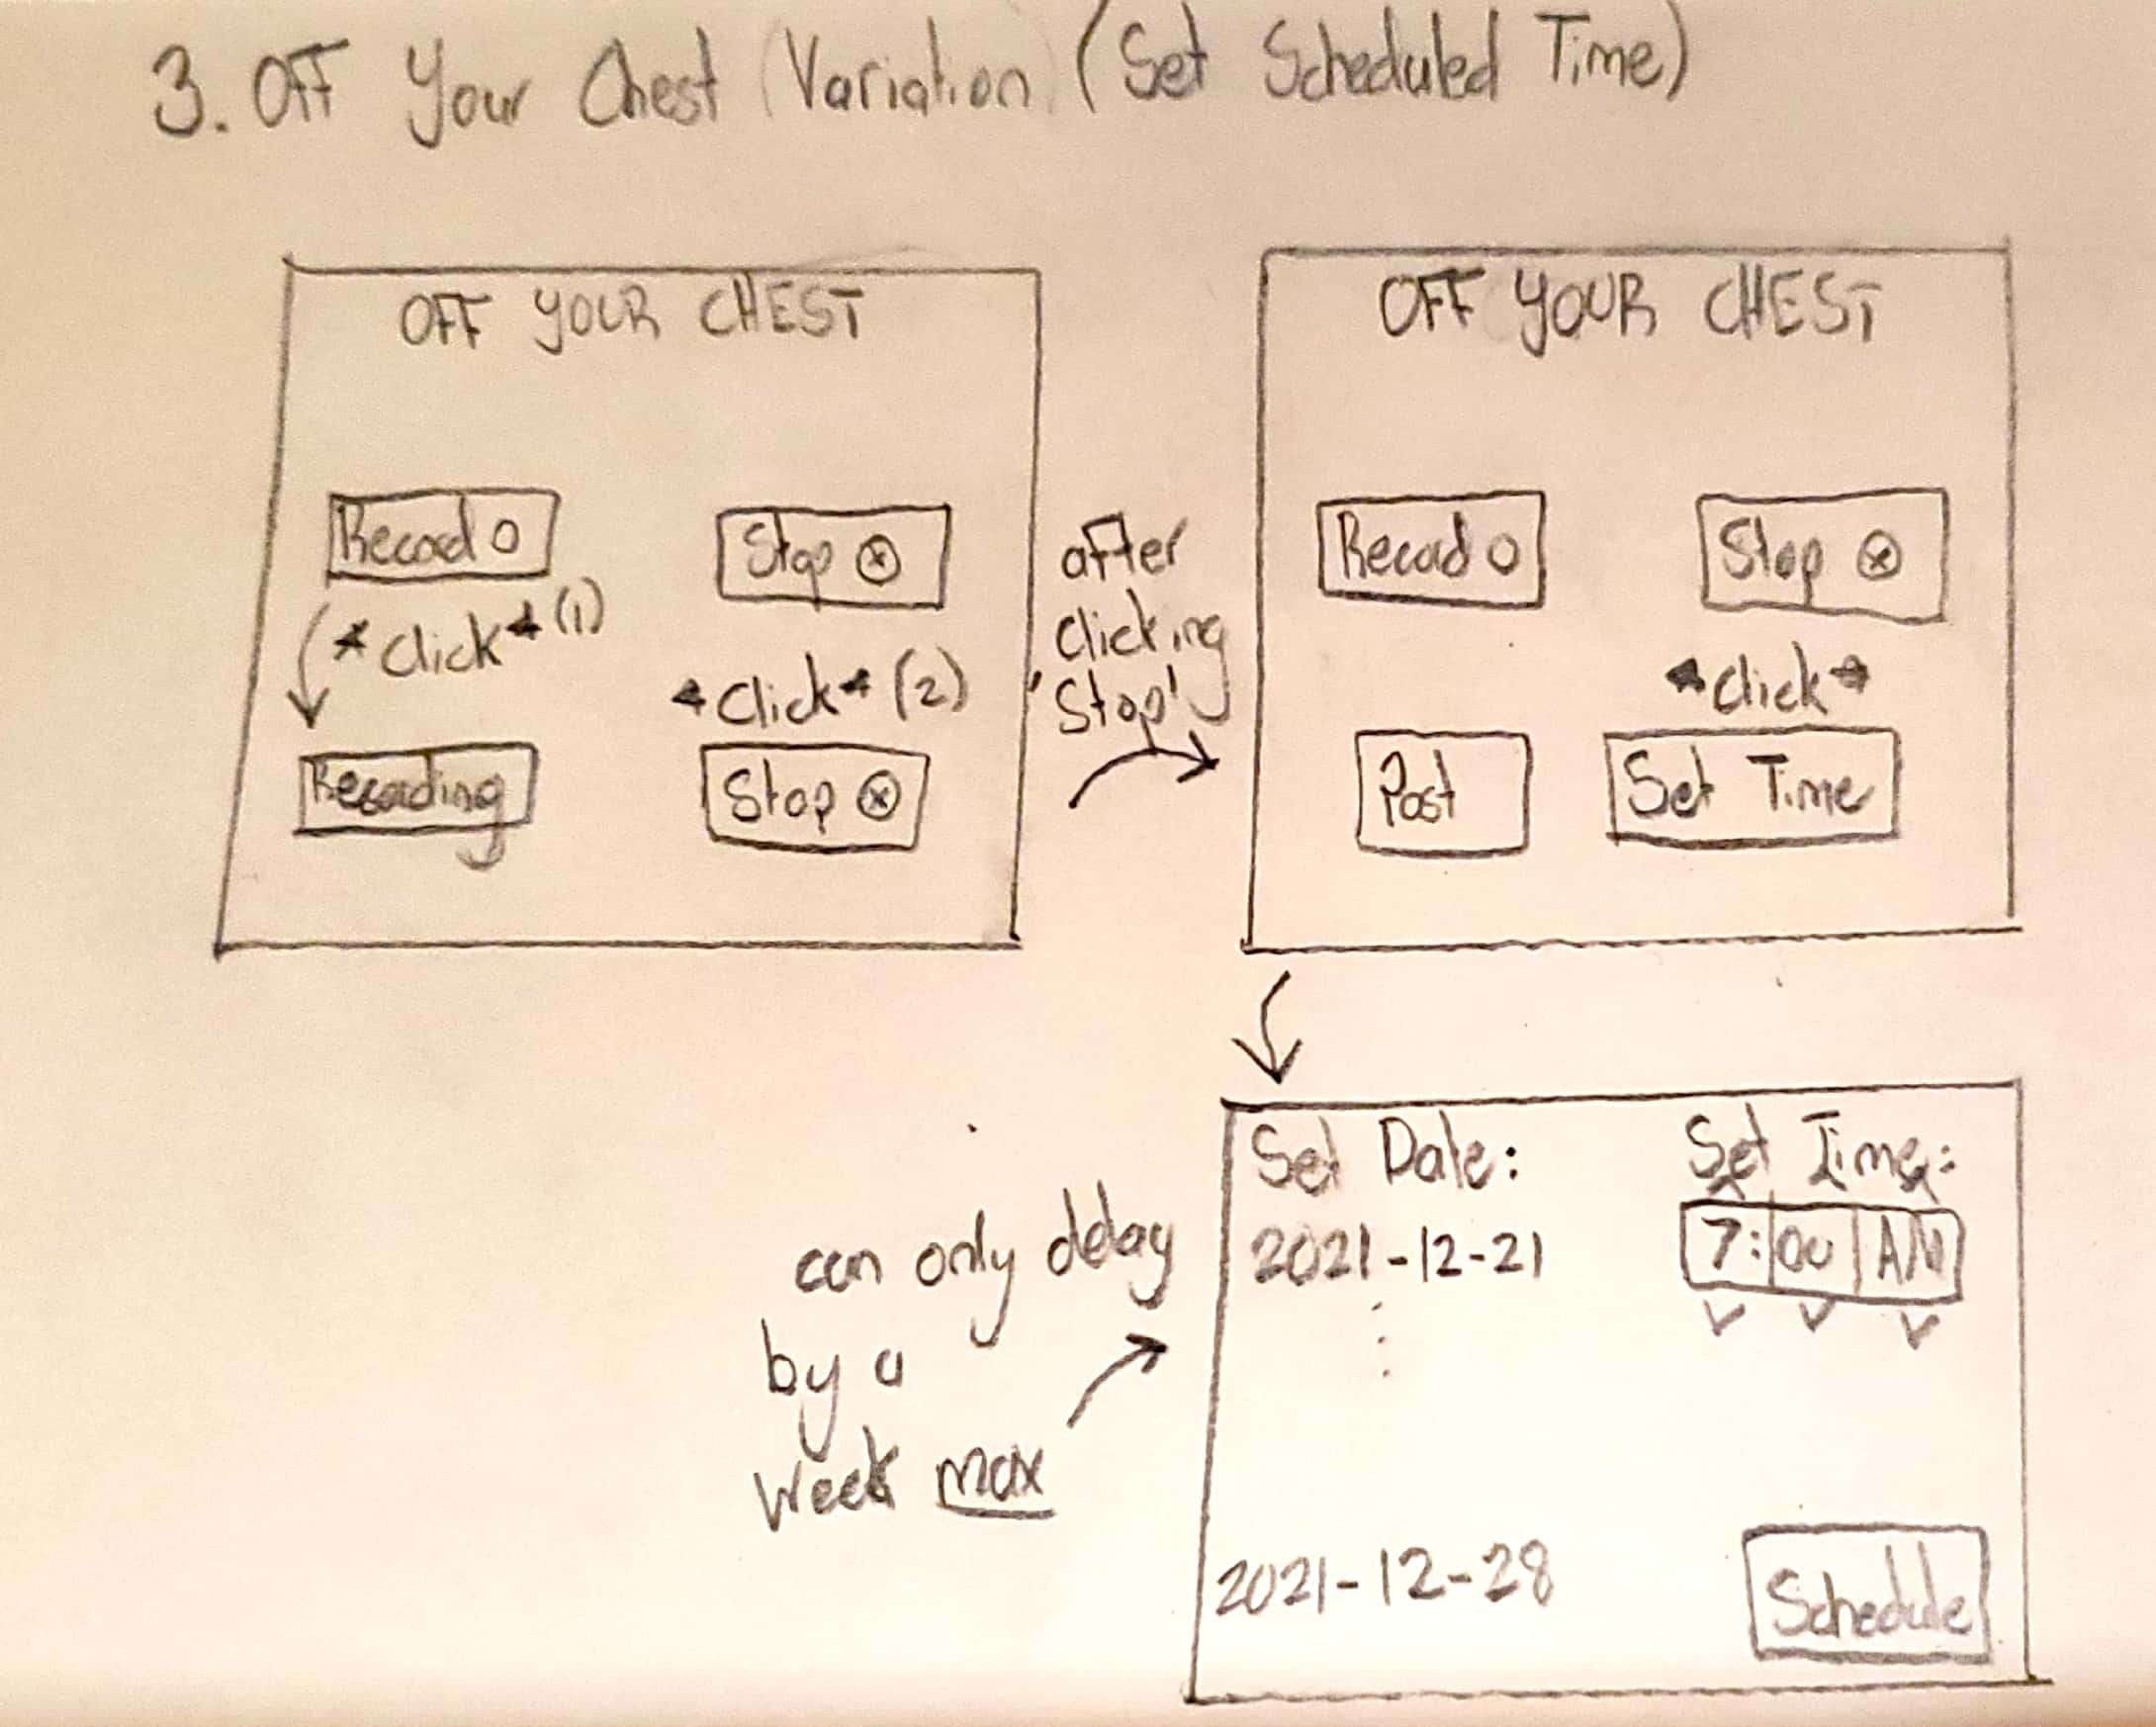 3. Off Your Chest (Variation) (Set Scheduled Time)
OFF YOUR CHEST
Record O
Stop ⊗
*Click* (1)
*Click* (2)
Recording
Stop ⊗
after
clicking
'Stop'
OFF YOUR CHEST
Record O
Stop ⊗
*Click*
Post
Set Time
can only delay
by a
week max
Set Date:
Set Time:
2021-12-21
7:00 AM
2021-12-28
Schedule